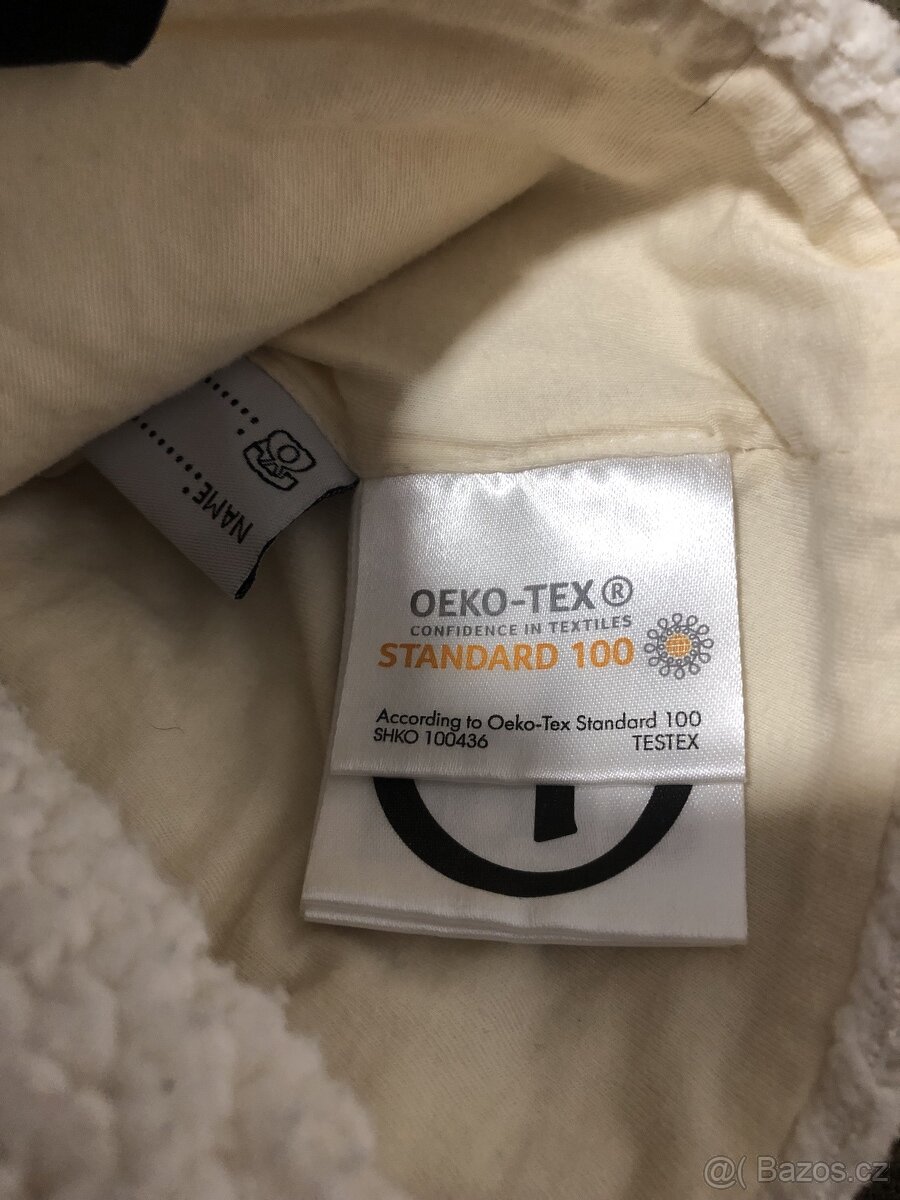 NAME:
OEKO-TEX®
CONFIDENCE IN TEXTILES
STANDARD 100
According to Oeko-Tex Standard 100
SHKO 100436 TESTEX
@( Bazos.cz